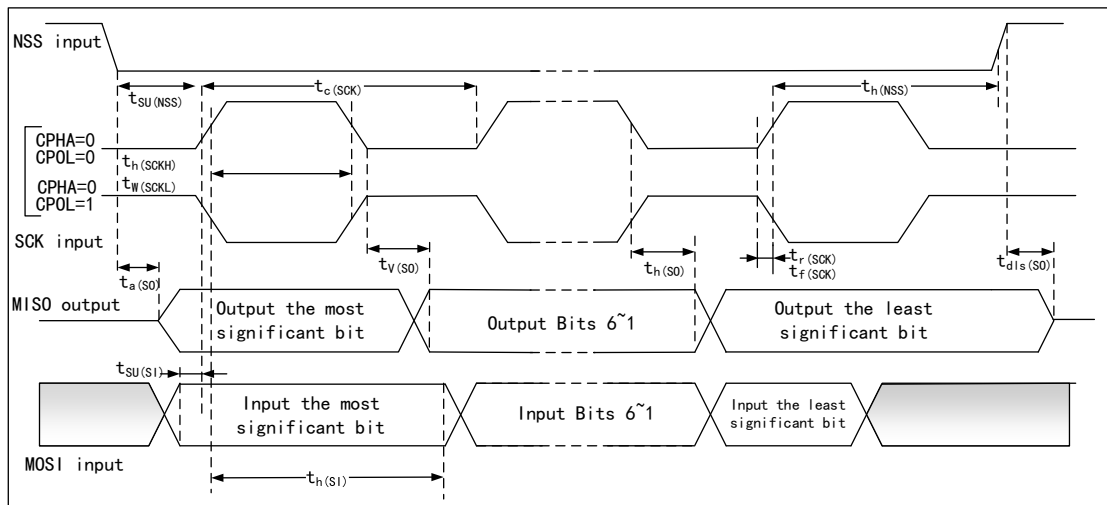 NSS input
tSU(NSS)
tc(SCK)
th(NSS)
CPHA=0
CPOL=0
th(SCKH)
tW(SCKL)
CPHA=0
CPOL=1
SCK input
ta(SO)
tV(SO)
th(SO)
tr(SCK)
tf(SCK)
tdis(SO)
MISO output
Output the most
significant bit
Output Bits 6~1
Output the least
significant bit
tSU(SI)
Input the most
significant bit
Input Bits 6~1
Input the least
significant bit
MOSI input
th(SI)